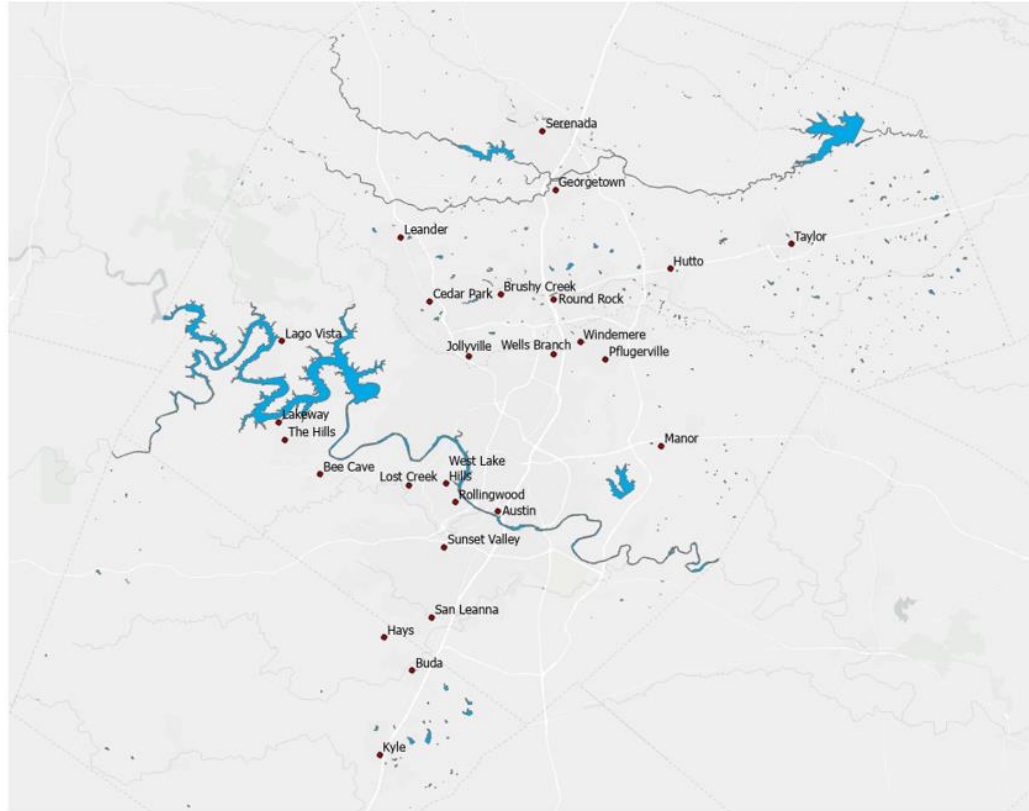 Serenada
Georgetown
Leander
Taylor
Hutto
Brushy Creek
Cedar Park
Round Rock
Lago Vista
Windemere
Jollyville
Wells Branch
Pflugerville
Lakeway
The Hills
Manor
Bee Cave
Lost Creek
West Lake
Hills
Rollingwood
Austin
Sunset Valley
San Leanna
Hays
Buda
Kyle